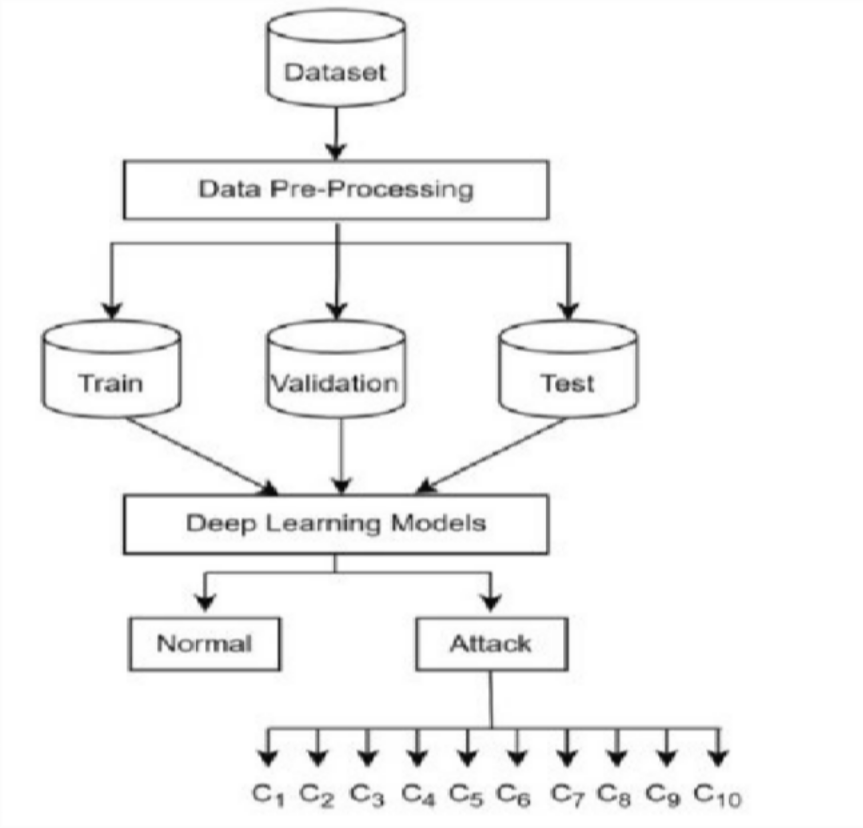 Dataset
Data Pre-Processing
Train Validation Test
Deep Learning Models
Normal Attack
C₁ C₂ C₃ C₄ C₅ C₆ C₇ C₈ C₉ C₁₀